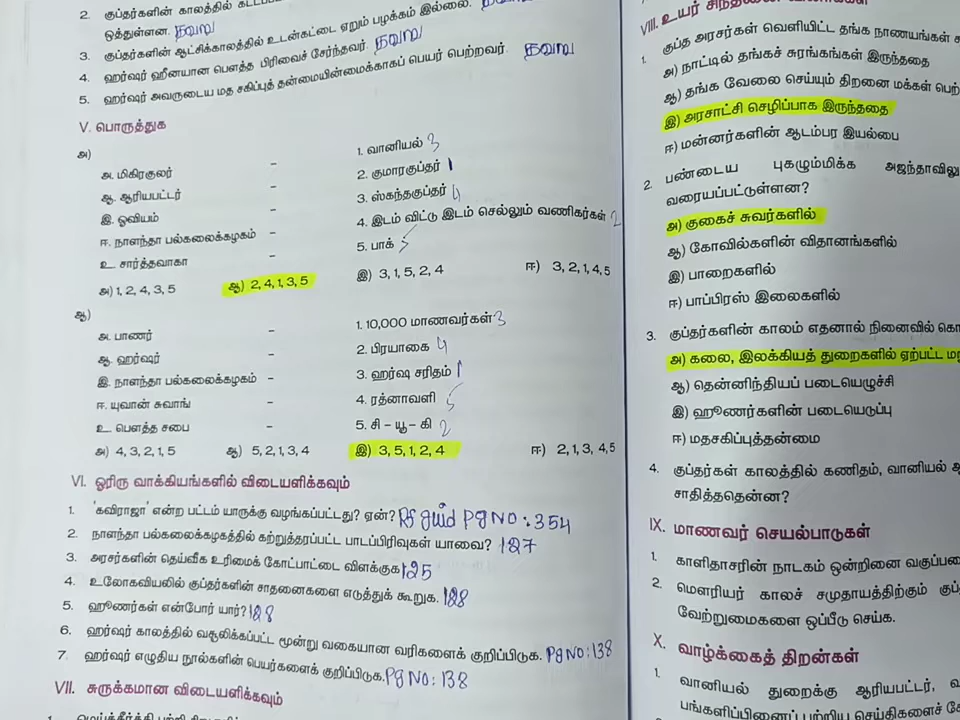 2. குப்தர்களின் காலத்தில்
ஒத்துள்ளன. தவறு
3. குப்தர்களின் ஆட்சிக்காலத்தில் உடன்கட்டை ஏறும் பழக்கம் இல்லை.
4. ஹர்ஷர் ஹீனயான பௌத்த பிரிவைச் சேர்ந்தவர். தவறு
5. ஹர்ஷர் அவருடைய மத சகிப்புத் தன்மையின்மைக்காகப் பெயர் பெற்றவர். தவறு
V. பொருத்துக
அ)
அ. மிகிரகுலர் – 1. வானியல் 3
ஆ. ஆரியபட்டர் – 2. குமாரகுப்தர் 1
இ. ஓவியம் – 3. ஸ்கந்தகுப்தர் 4
ஈ. நாளந்தா பல்கலைக்கழகம் – 4. இடம் விட்டு இடம் செல்லும் வணிகர்கள் 2
உ. சார்த்தவாகா – 5. பாக் 5
அ) 1, 2, 4, 3, 5 ஆ) 2, 4, 1, 3, 5 இ) 3, 1, 5, 2, 4 ஈ) 3, 2, 1, 4, 5
ஆ)
அ. பாணர் – 1. 10,000 மாணவர்கள் 3
ஆ. ஹர்ஷர் – 2. பிரயாகை 4
இ. நாளந்தா பல்கலைக்கழகம் – 3. ஹர்ஷ சரிதம் 1
ஈ. யுவான் சுவாங் – 4. ரத்னாவளி 5
உ. பௌத்த சபை – 5. சி – யூ – கி 2
அ) 4, 3, 2, 1, 5 ஆ) 5, 2, 1, 3, 4 இ) 3, 5, 1, 2, 4 ஈ) 2, 1, 3, 4, 5
VI. ஓரிரு வாக்கியங்களில் விடையளிக்கவும்
1. 'கவிராஜா' என்ற பட்டம் யாருக்கு வழங்கப்பட்டது? ஏன்? Pg NO : 354
2. நாளந்தா பல்கலைக்கழகத்தில் கற்றுத்தரப்பட்ட பாடப்பிரிவுகள் யாவை? 127
3. அரசர்களின் தெய்வீக உரிமைக் கோட்பாட்டை விளக்குக 125
4. உலோகவியலில் குப்தர்களின் சாதனைகளை எடுத்துக் கூறுக. 128
5. ஹூணர்கள் என்போர் யார்? 128
6. ஹர்ஷர் காலத்தில் வசூலிக்கப்பட்ட மூன்று வகையான வரிகளைக் குறிப்பிடுக. Pg NO : 138
7. ஹர்ஷர் எழுதிய நூல்களின் பெயர்களைக் குறிப்பிடுக. Pg NO : 138
VII. சுருக்கமான விடையளிக்கவும்
VIII. உயர் சிந்தனை
1. குப்த அரசர்கள் வெளியிட்ட தங்க நாணயங்கள்
அ) நாட்டில் தங்கச் சுரங்கங்கள் இருந்ததை
ஆ) தங்க வேலை செய்யும் திறனை மக்கள் பெற்
இ) அரசாட்சி செழிப்பாக இருந்ததை
ஈ) மன்னர்களின் ஆடம்பர இயல்பை
2. பண்டைய புகழும்மிக்க அஜந்தாவிலு
வரையப்பட்டுள்ளன?
அ) குகைச் சுவர்களில்
ஆ) கோவில்களின் விதானங்களில்
இ) பாறைகளில்
ஈ) பாப்பிரஸ் இலைகளில்
3. குப்தர்களின் காலம் எதனால் நினைவில் கொ
அ) கலை, இலக்கியத் துறைகளில் ஏற்பட்ட
ஆ) தென்னிந்தியப் படையெழுச்சி
இ) ஹூணர்களின் படையெடுப்பு
ஈ) மதசகிப்புத்தன்மை
4. குப்தர்கள் காலத்தில் கணிதம், வானியல்
சாதித்ததென்ன?
IX. மாணவர் செயல்பாடுகள்
1. காளிதாசரின் நாடகம் ஒன்றினை வகுப்பறை
2. மௌரியர் காலச் சமுதாயத்திற்கும் குப்
வேற்றுமைகளை ஒப்பீடு செய்க.
X. வாழ்க்கைத் திறன்கள்
1. வானியல் துறைக்கு ஆரியபட்டர்,
பங்களிப்பினைப் பற்றிய செய்திகளைச் சே